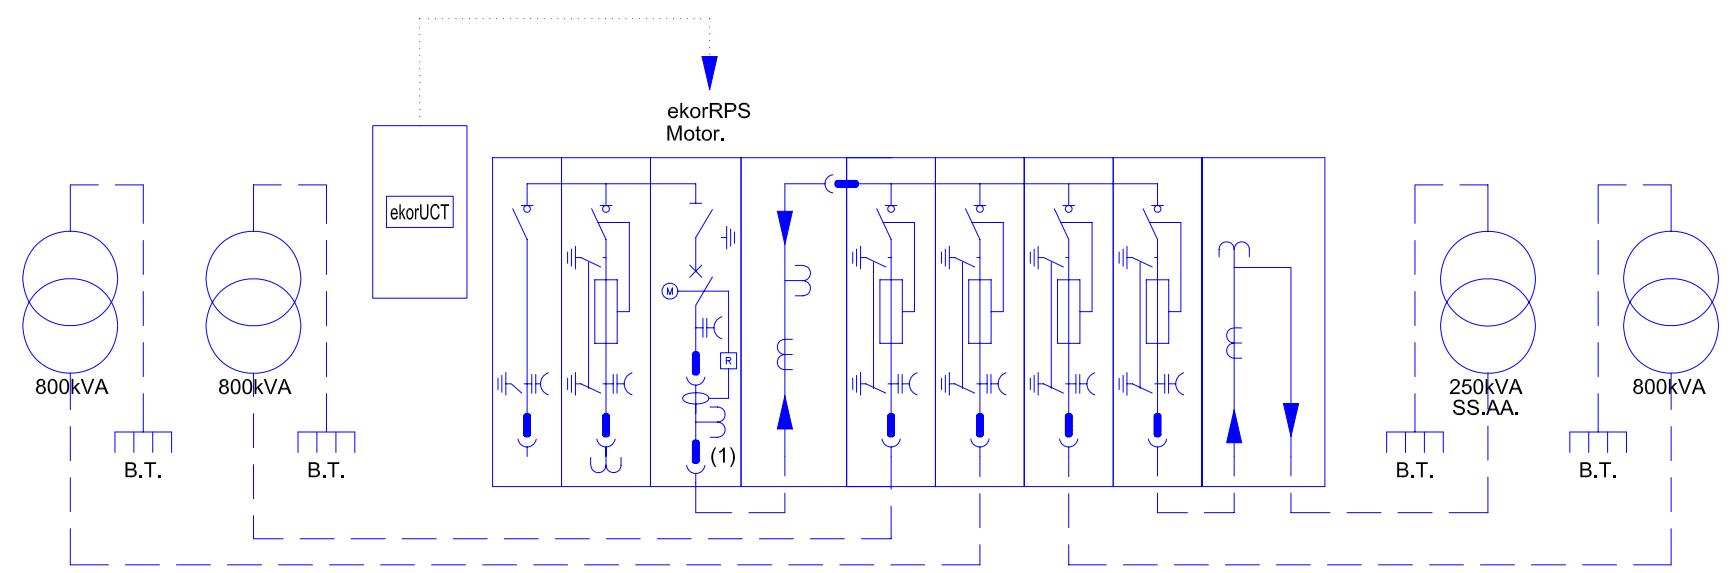 ekorRPS
Motor.
ekorUCT
M
R
800kVA
800kVA
250kVA
SS.AA.
800kVA
(1)
B.T.
B.T.
B.T.
B.T.